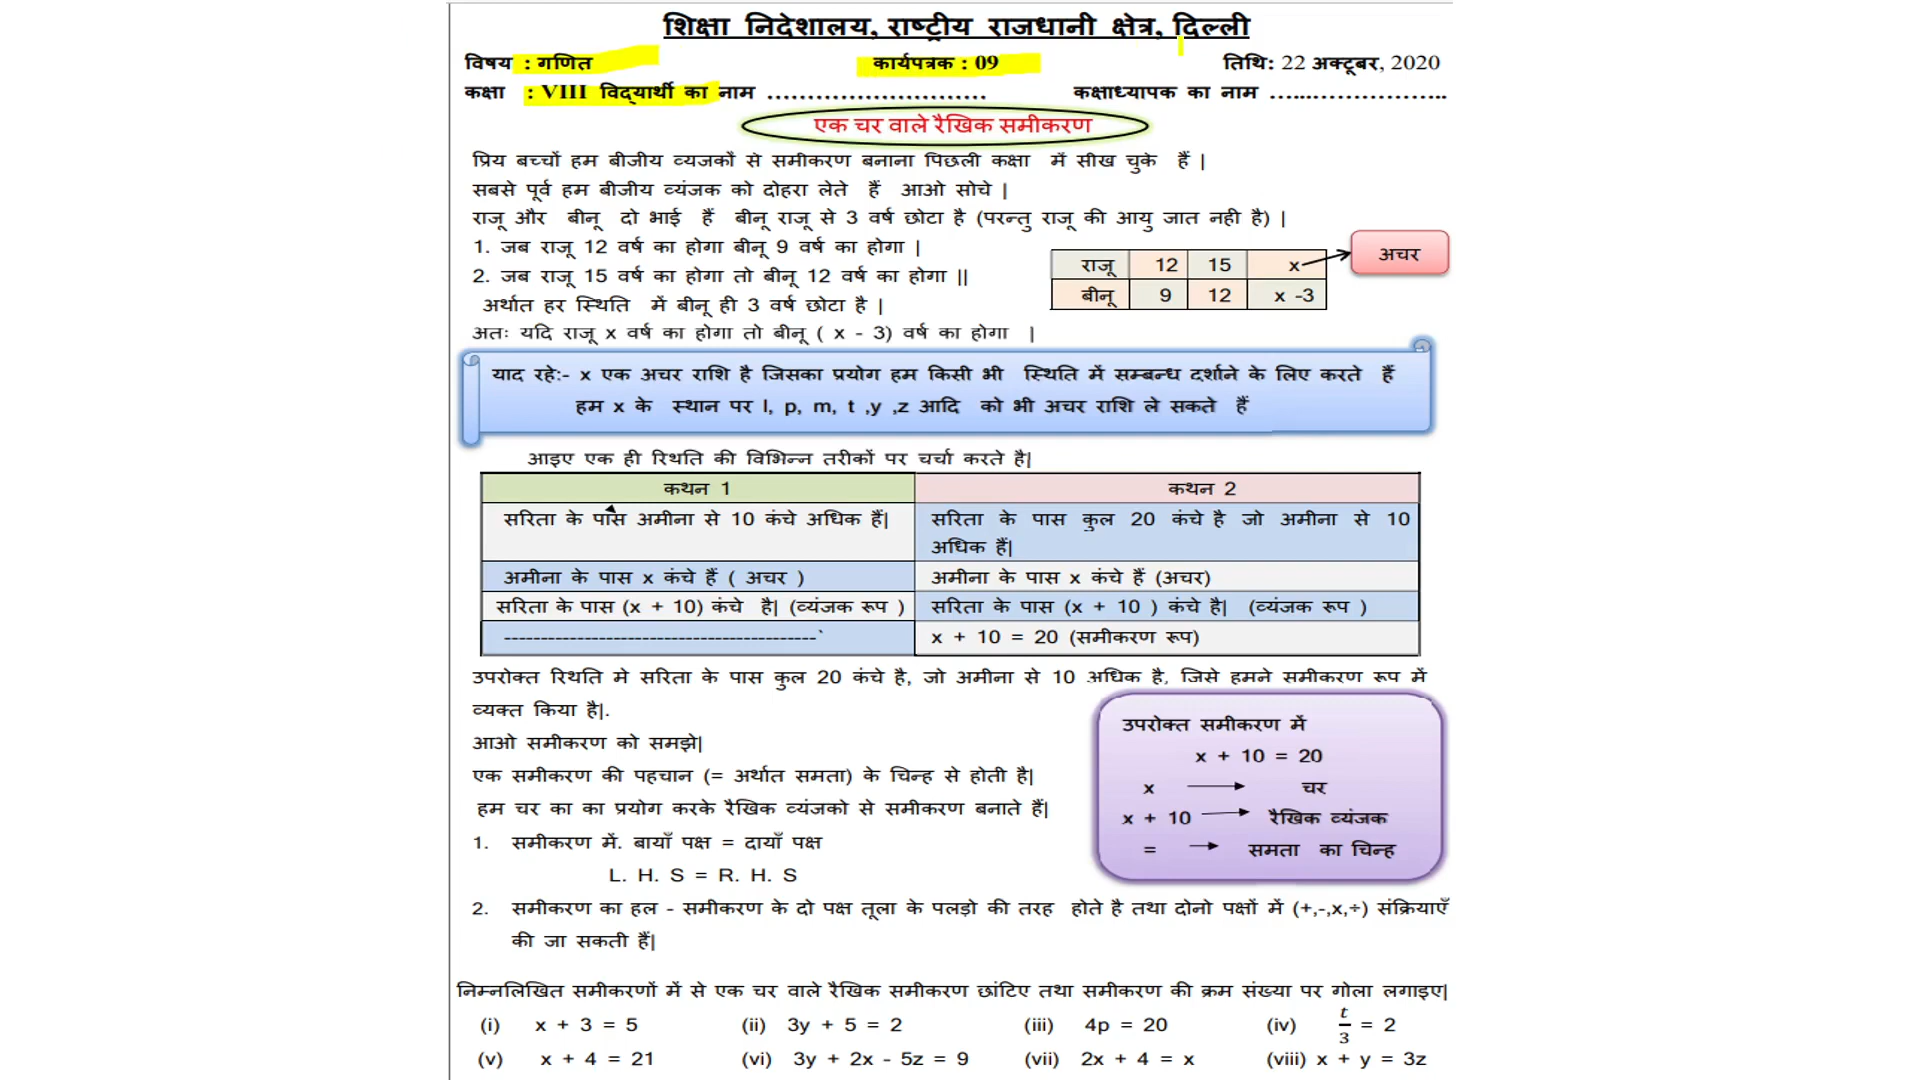 शिक्षा निदेशालय, राष्ट्रीय राजधानी क्षेत्र, दिल्ली
विषय : गणित कार्यपत्रक : 09 तिथि: 22 अक्टूबर, 2020
कक्षा : VIII विद्यार्थी का नाम ……………………… कक्षाध्यापक का नाम …...……………..
एक चर वाले रैखिक समीकरण
प्रिय बच्चों हम बीजीय व्यजकों से समीकरण बनाना पिछली कक्षा में सीख चुके हैं |
सबसे पूर्व हम बीजीय व्यंजक को दोहरा लेते हैं आओ सोचे |
राजू और बीनू दो भाई हैं बीनू राजू से 3 वर्ष छोटा है (परन्तु राजू की आयु जात नही है) |
1. जब राजू 12 वर्ष का होगा बीनू 9 वर्ष का होगा |
2. जब राजू 15 वर्ष का होगा तो बीनू 12 वर्ष का होगा ||
अर्थात हर स्थिति में बीनू ही 3 वर्ष छोटा है |
राजू 12 15 x अचर
बीनू 9 12 x -3
अतः यदि राजू x वर्ष का होगा तो बीनू ( x - 3) वर्ष का होगा |
याद रहे:- x एक अचर राशि है जिसका प्रयोग हम किसी भी स्थिति में सम्बन्ध दर्शाने के लिए करते हैं
हम x के स्थान पर l, p, m, t ,y ,z आदि को भी अचर राशि ले सकते हैं
आइए एक ही रिथति की विभिन्न तरीकों पर चर्चा करते है|
कथन 1 कथन 2
सरिता के पास अमीना से 10 कंचे अधिक हैं| सरिता के पास कुल 20 कंचे है जो अमीना से 10
अधिक हैं|
अमीना के पास x कंचे हैं ( अचर ) अमीना के पास x कंचे हैं (अचर)
सरिता के पास (x + 10) कंचे है| (व्यंजक रूप ) सरिता के पास (x + 10 ) कंचे है| (व्यंजक रूप )
-------------------------------------------` x + 10 = 20 (समीकरण रूप)
उपरोक्त रिथति मे सरिता के पास कुल 20 कंचे है, जो अमीना से 10 अधिक है, जिसे हमने समीकरण रूप में
व्यक्त किया है|.
आओ समीकरण को समझे|
एक समीकरण की पहचान (= अर्थात समता) के चिन्ह से होती है|
हम चर का का प्रयोग करके रैखिक व्यंजको से समीकरण बनाते हैं|
1. समीकरण में. बायाँ पक्ष = दायाँ पक्ष
L. H. S = R. H. S
उपरोक्त समीकरण में
x + 10 = 20
x चर
x + 10 रैखिक व्यंजक
= समता का चिन्ह
2. समीकरण का हल - समीकरण के दो पक्ष तूला के पलड़ो की तरह होते है तथा दोनो पक्षों में (+,-,x,÷) संक्रियाएँ
की जा सकती हैं|
निम्नलिखित समीकरणों में से एक चर वाले रैखिक समीकरण छांटिए तथा समीकरण की क्रम संख्या पर गोला लगाइए|
(i) x + 3 = 5 (ii) 3y + 5 = 2 (iii) 4p = 20 (iv) t/3 = 2
(v) x + 4 = 21 (vi) 3y + 2x - 5z = 9 (vii) 2x + 4 = x (viii) x + y = 3z